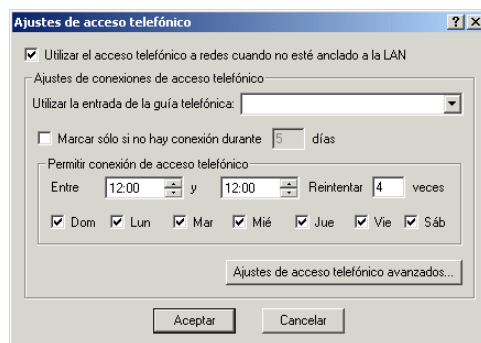 Ajustes de acceso telefónico
Utilizar el acceso telefónico a redes cuando no esté anclado a la LAN
Ajustes de conexiones de acceso telefónico
Utilizar la entrada de la guía telefónica:
Marcar sólo si no hay conexión durante 5 días
Permitir conexión de acceso telefónico
Entre 12:00 y 12:00 Reintentar 4 veces
Dom Lun Mar Mié Jue Vie Sáb
Ajustes de acceso telefónico avanzados...
Aceptar Cancelar